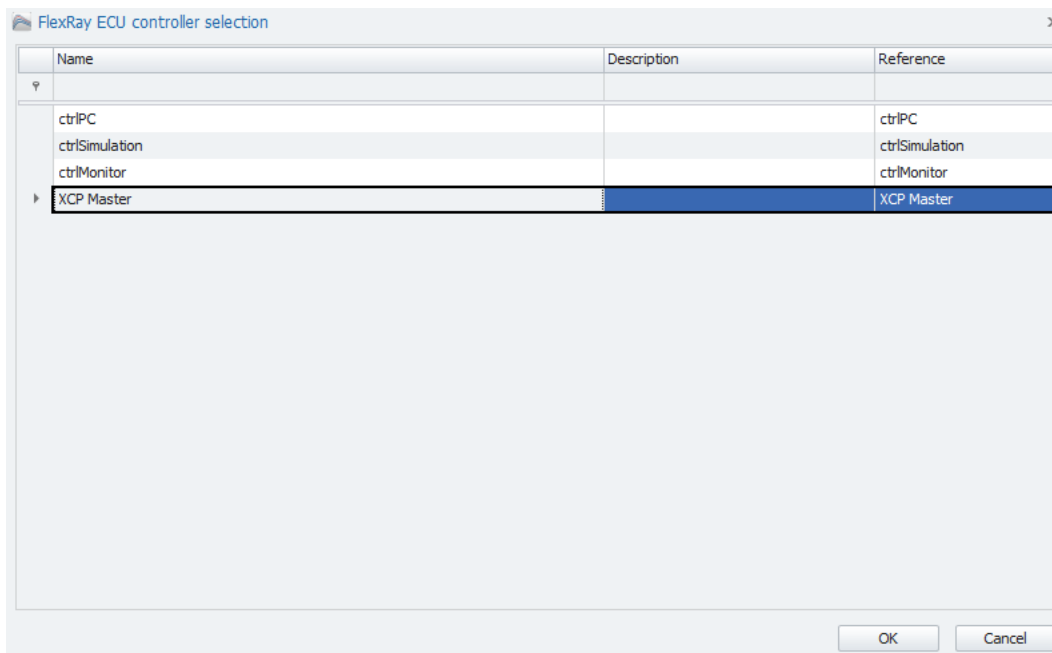 FlexRay ECU controller selection
Name Description Reference
ctrlPC ctrlPC
ctrlSimulation ctrlSimulation
ctrlMonitor ctrlMonitor
XCP Master XCP Master
OK Cancel